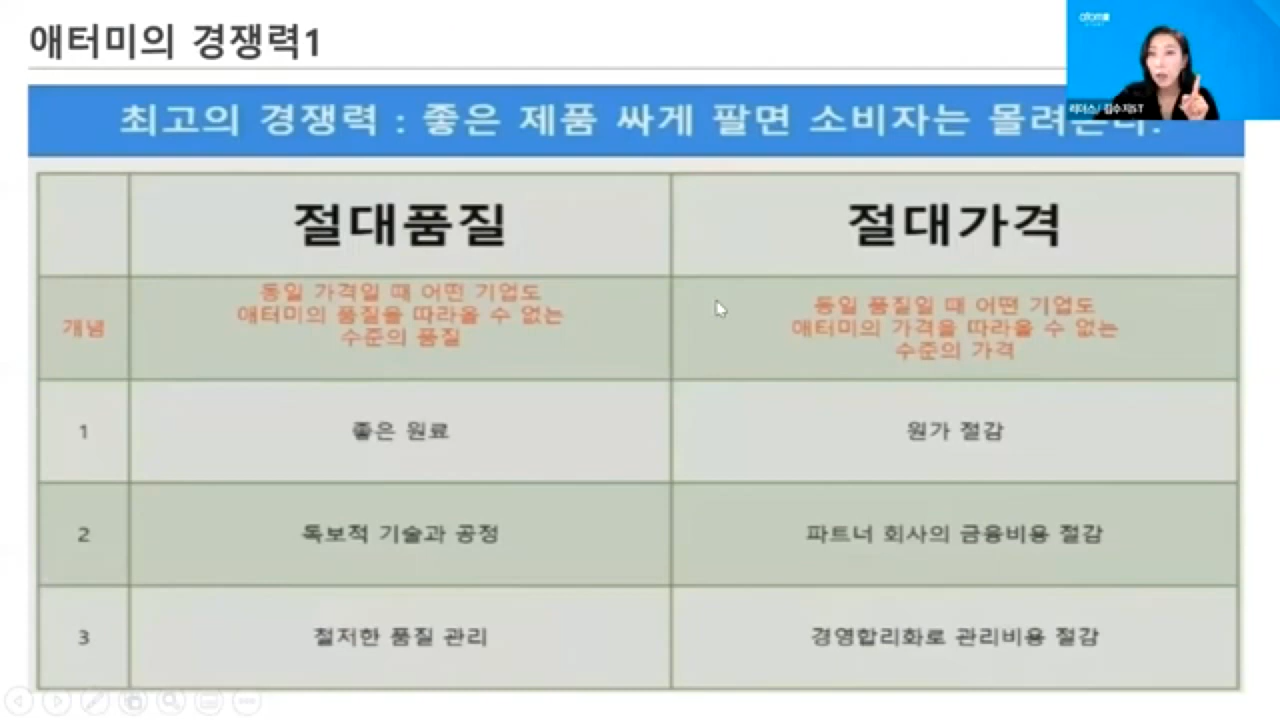 애터미의 경쟁력1
atom美
최고의 경쟁력 : 좋은 제품 싸게 팔면 소비자는
절대품질
절대가격
개념
동일 가격일 때 어떤 기업도
애터미의 품질을 따라올 수 없는
수준의 품질
동일 품질일 때 어떤 기업도
애터미의 가격을 따라올 수 없는
수준의 가격
1
좋은 원료
원가 절감
2
독보적 기술과 공정
파트너 회사의 금융비용 절감
3
철저한 품질 관리
경영합리화로 관리비용 절감